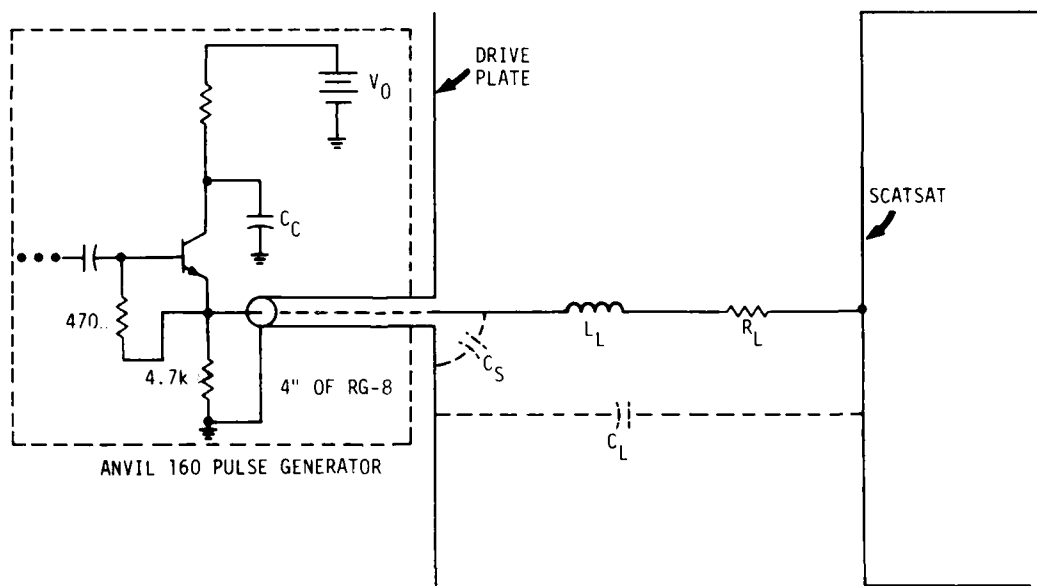 DRIVE
PLATE
V0
SCATSAT
CC
470..
LL
RL
CS
4.7k
4" OF RG-8
CL
ANVIL 160 PULSE GENERATOR